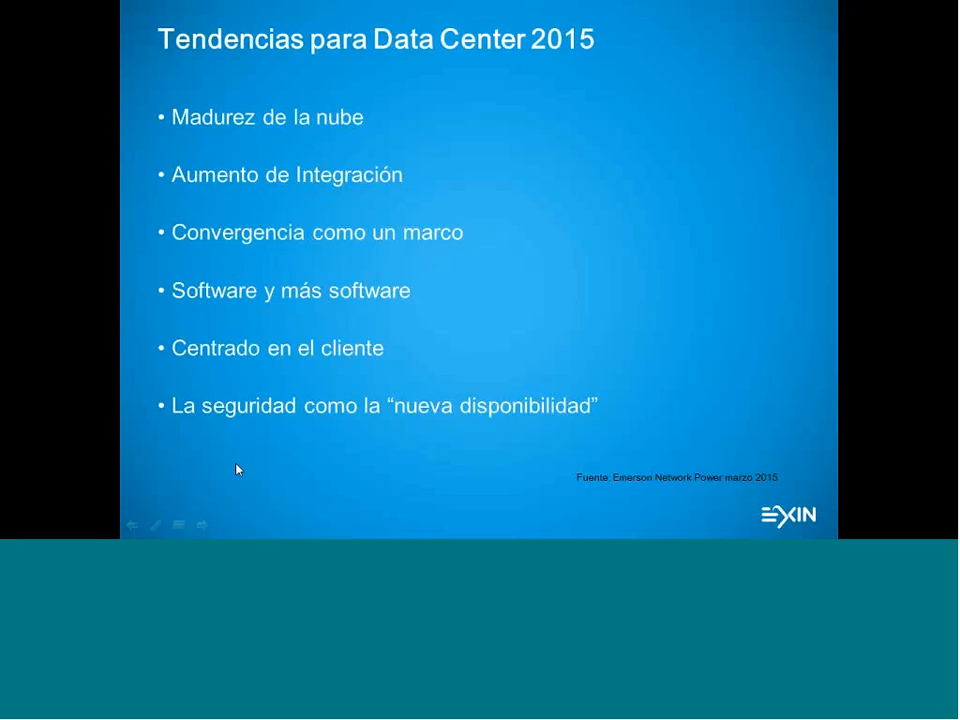 Tendencias para Data Center 2015
• Madurez de la nube
• Aumento de Integración
• Convergencia como un marco
• Software y más software
• Centrado en el cliente
• La seguridad como la “nueva disponibilidad”
Fuente: Emerson Network Power marzo 2015
EXIN